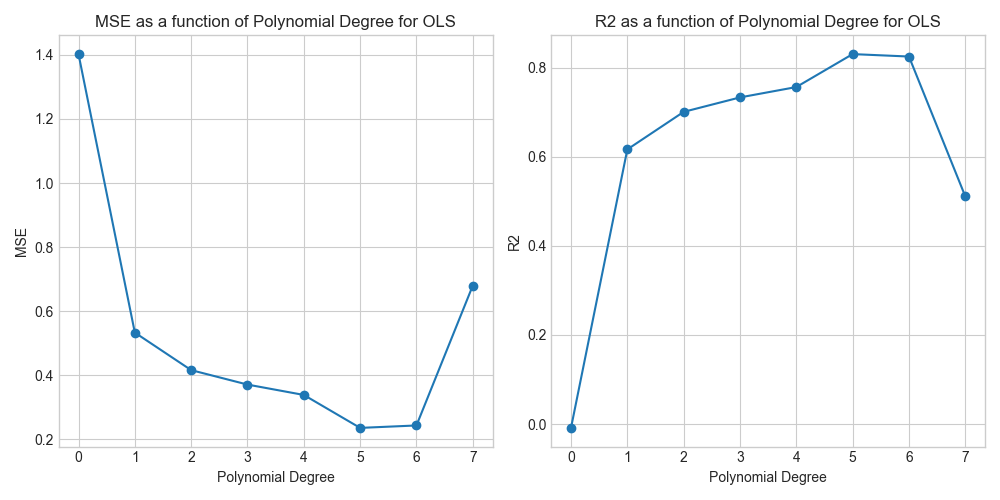 MSE as a function of Polynomial Degree for OLS
1.4
1.2
1.0
0.8
0.6
0.4
0.2
MSE
0 1 2 3 4 5 6 7
Polynomial Degree
R2 as a function of Polynomial Degree for OLS
0.8
0.6
0.4
0.2
0.0
R2
0 1 2 3 4 5 6 7
Polynomial Degree